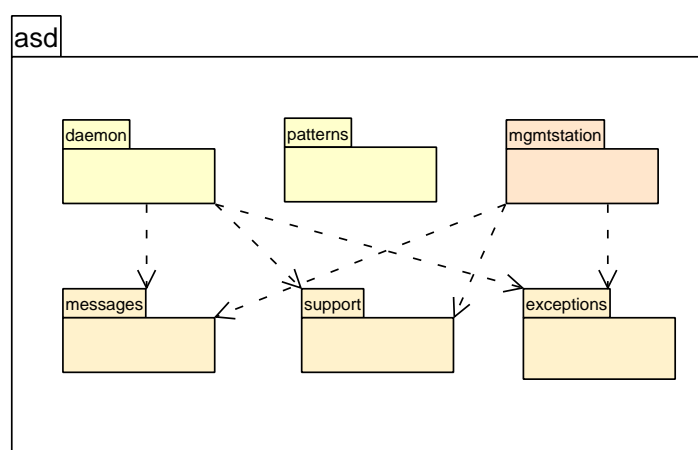 asd
daemon
patterns
mgmtstation
messages
support
exceptions